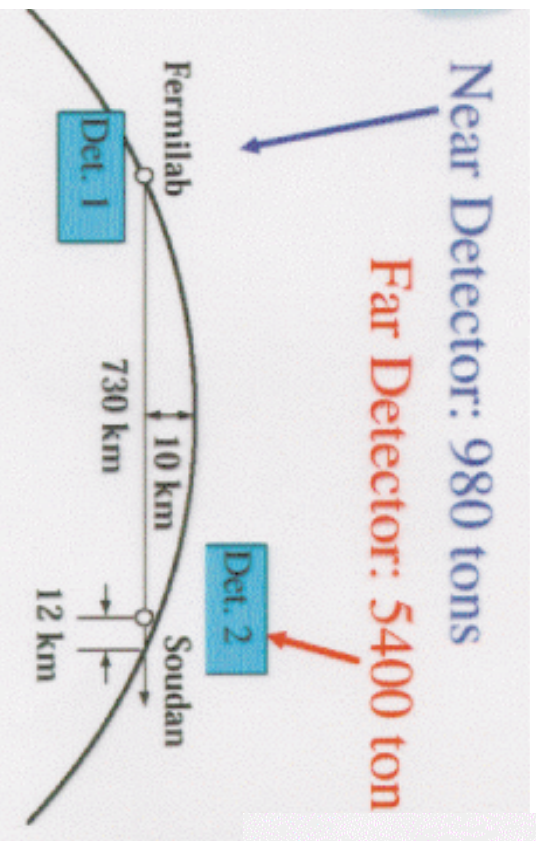 Near Detector: 980 tons
Far Detector: 5400 ton
Det. 2
Fermilab
Soudan
10 km
Det. 1
730 km
12 km